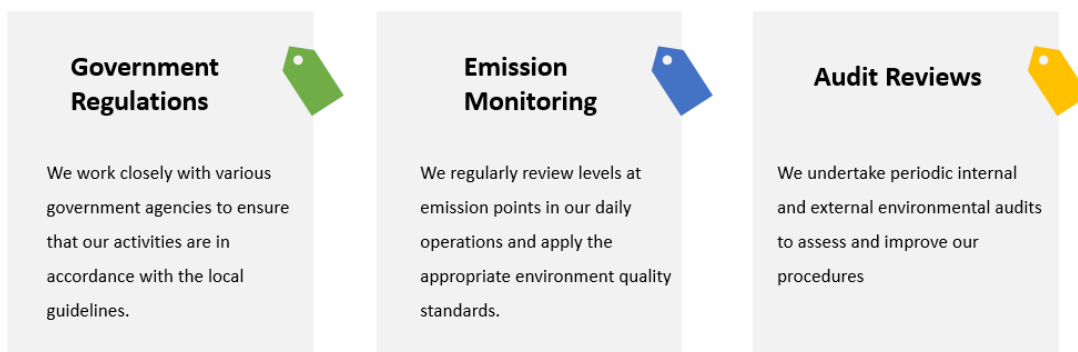 Government
Regulations
We work closely with various
government agencies to ensure
that our activities are in
accordance with the local
guidelines.
Emission
Monitoring
We regularly review levels at
emission points in our daily
operations and apply the
appropriate environment quality
standards.
Audit Reviews
We undertake periodic internal
and external environmental audits
to assess and improve our
procedures